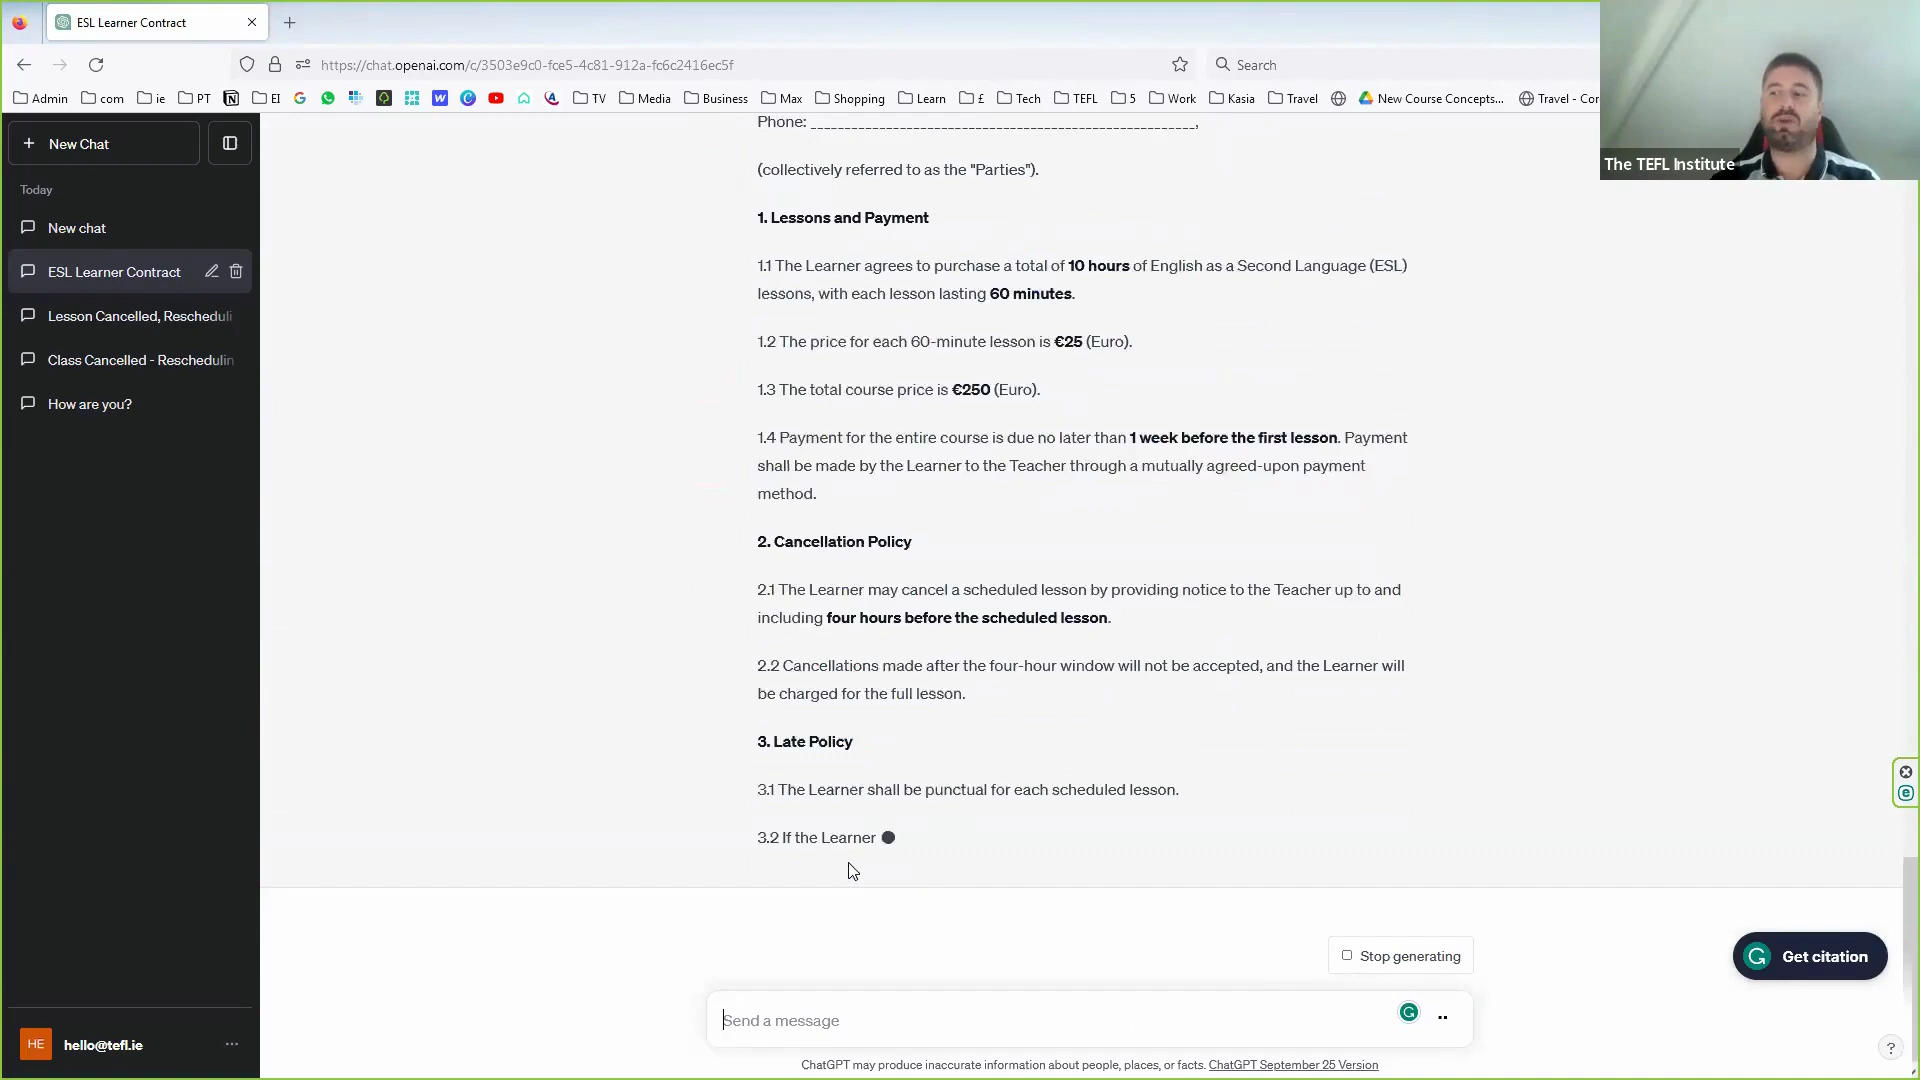 ESL Learner Contract
https://chat.openai.com/c/3503e9c0-fce5-4c81-912a-fc6c2416ec5f
Search
Admin com ie PT EI TV Media Business Max Shopping Learn £ Tech TEFL 5 Work Kasia Travel New Course Concepts... Travel - Cor
The TEFL Institute
New Chat
Today
New chat
ESL Learner Contract
Lesson Cancelled, Rescheduli
Class Cancelled - Reschedulin
How are you?
Phone: ____________________________________________________,
(collectively referred to as the "Parties").
1. Lessons and Payment
1.1 The Learner agrees to purchase a total of 10 hours of English as a Second Language (ESL)
lessons, with each lesson lasting 60 minutes.
1.2 The price for each 60-minute lesson is €25 (Euro).
1.3 The total course price is €250 (Euro).
1.4 Payment for the entire course is due no later than 1 week before the first lesson. Payment
shall be made by the Learner to the Teacher through a mutually agreed-upon payment
method.
2. Cancellation Policy
2.1 The Learner may cancel a scheduled lesson by providing notice to the Teacher up to and
including four hours before the scheduled lesson.
2.2 Cancellations made after the four-hour window will not be accepted, and the Learner will
be charged for the full lesson.
3. Late Policy
3.1 The Learner shall be punctual for each scheduled lesson.
3.2 If the Learner
Stop generating
Get citation
Send a message
HE hello@tefl.ie
ChatGPT may produce inaccurate information about people, places, or facts. ChatGPT September 25 Version
?